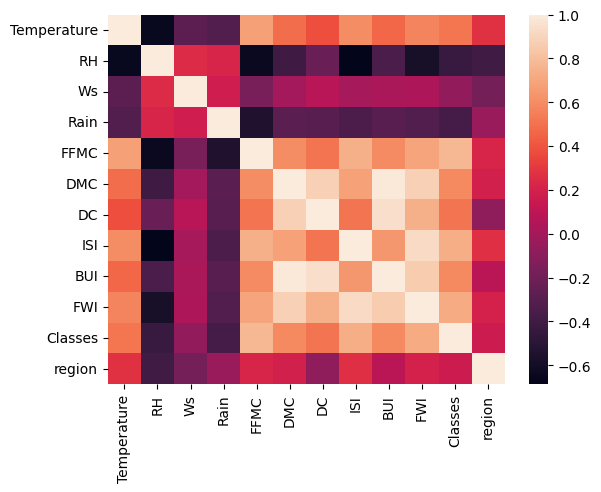 Temperature
RH
Ws
Rain
FFMC
DMC
DC
ISI
BUI
FWI
Classes
region
Temperature
RH
Ws
Rain
FFMC
DMC
DC
ISI
BUI
FWI
Classes
region
1.0
0.8
0.6
0.4
0.2
0.0
−0.2
−0.4
−0.6